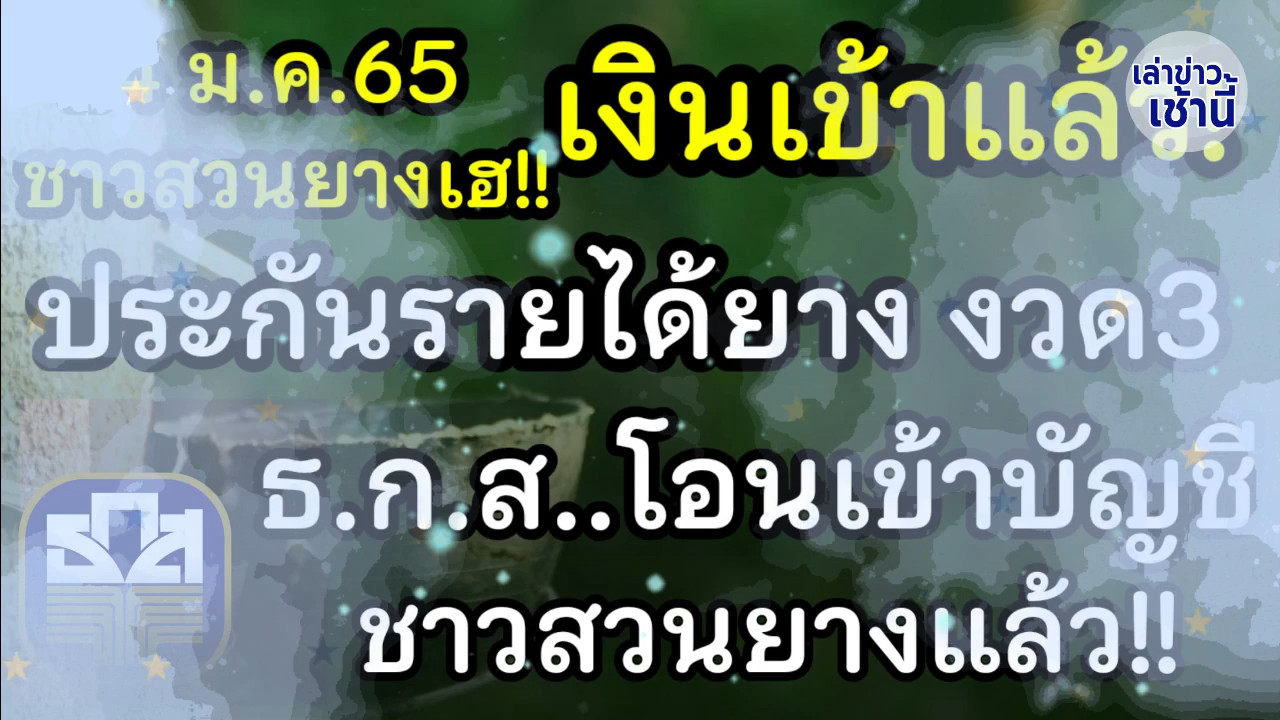 ม.ค.65
เงินเข้าแล้ว!
เล่าข่าว
เช้านี้
ชาวสวนยางเฮ!!
ประกันรายได้ยาง งวด3
ธ.ก.ส..โอนเข้าบัญชี
ชาวสวนยางแล้ว!!